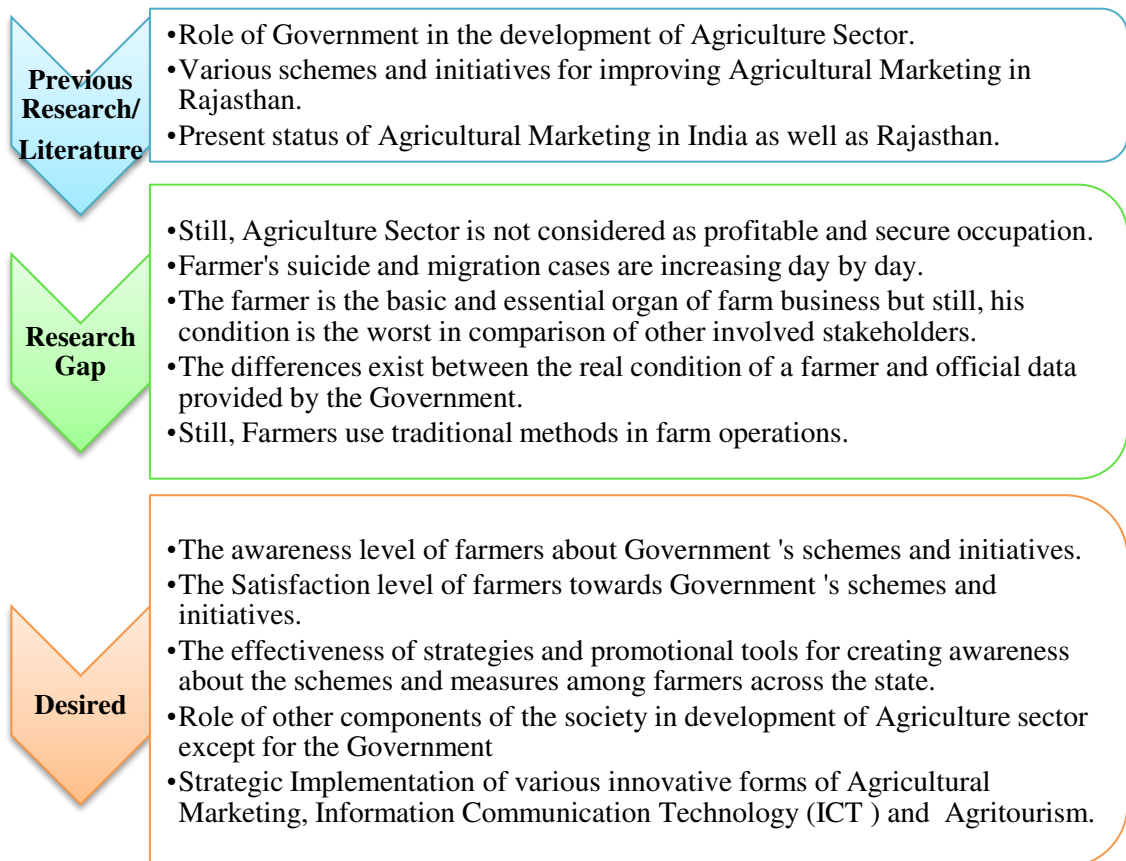 Previous
Research/
Literature
•Role of Government in the development of Agriculture Sector.
•Various schemes and initiatives for improving Agricultural Marketing in
Rajasthan.
•Present status of Agricultural Marketing in India as well as Rajasthan.
Research
Gap
•Still, Agriculture Sector is not considered as profitable and secure occupation.
•Farmer's suicide and migration cases are increasing day by day.
•The farmer is the basic and essential organ of farm business but still, his
condition is the worst in comparison of other involved stakeholders.
•The differences exist between the real condition of a farmer and official data
provided by the Government.
•Still, Farmers use traditional methods in farm operations.
Desired
•The awareness level of farmers about Government 's schemes and initiatives.
•The Satisfaction level of farmers towards Government 's schemes and
initiatives.
•The effectiveness of strategies and promotional tools for creating awareness
about the schemes and measures among farmers across the state.
•Role of other components of the society in development of Agriculture sector
except for the Government
•Strategic Implementation of various innovative forms of Agricultural
Marketing, Information Communication Technology (ICT ) and  Agritourism.